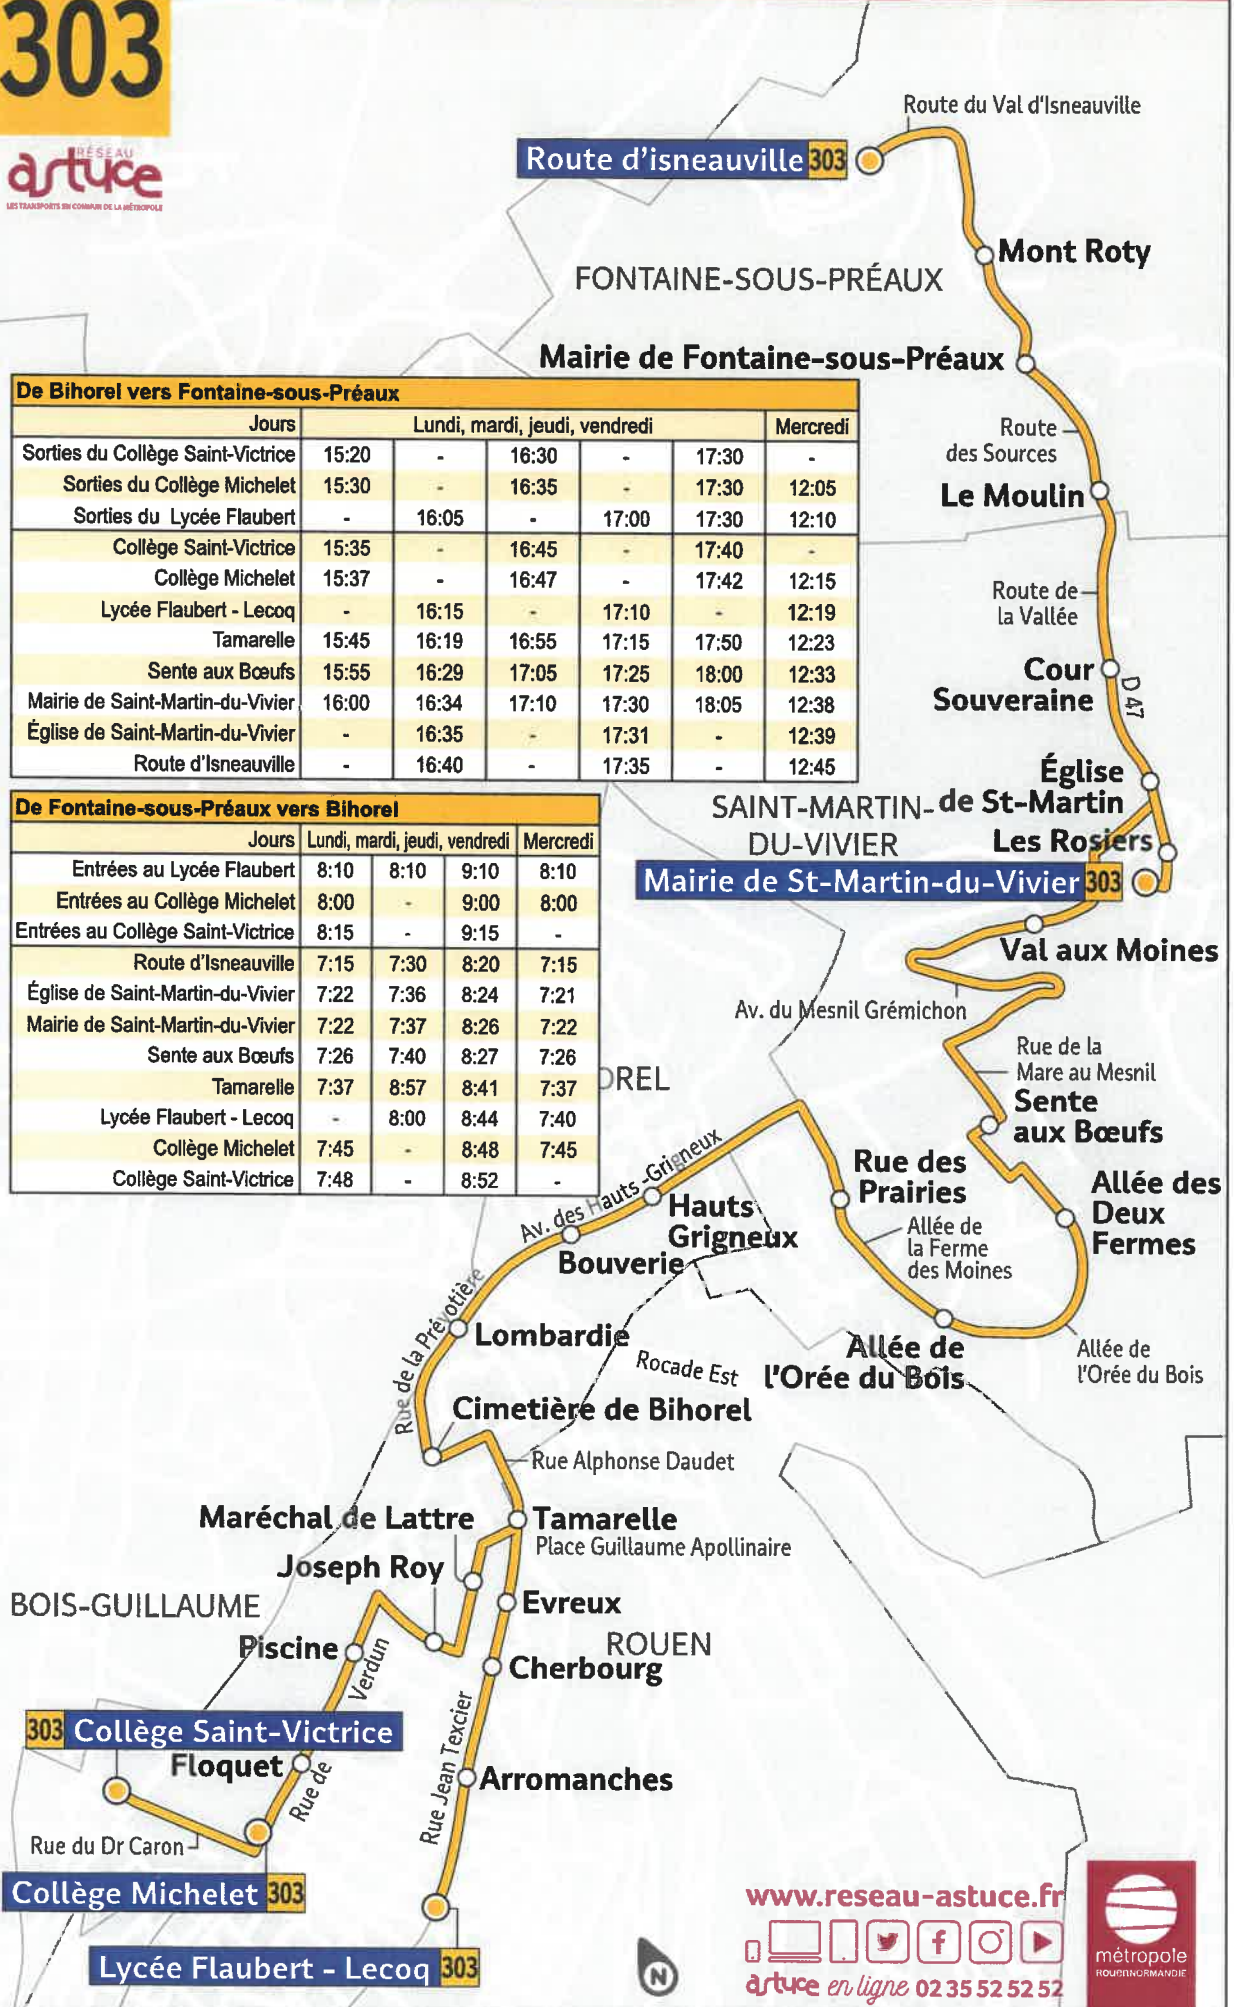 303
RÉSEAU
astuce
LES TRANSPORTS EN COMMUN DE LA MÉTROPOLE
Route du Val d'Isneauville
Route d'isneauville 303
Mont Roty
FONTAINE-SOUS-PRÉAUX
Mairie de Fontaine-sous-Préaux
De Bihorel vers Fontaine-sous-Préaux
Jours Lundi, mardi, jeudi, vendredi Mercredi
Sorties du Collège Saint-Victrice 15:20 - 16:30 - 17:30 -
Sorties du Collège Michelet 15:30 - 16:35 - 17:30 12:05
Sorties du Lycée Flaubert - 16:05 - 17:00 17:30 12:10
Collège Saint-Victrice 15:35 - 16:45 - 17:40 -
Collège Michelet 15:37 - 16:47 - 17:42 12:15
Lycée Flaubert - Lecoq - 16:15 - 17:10 - 12:19
Tamarelle 15:45 16:19 16:55 17:15 17:50 12:23
Sente aux Bœufs 15:55 16:29 17:05 17:25 18:00 12:33
Mairie de Saint-Martin-du-Vivier 16:00 16:34 17:10 17:30 18:05 12:38
Église de Saint-Martin-du-Vivier - 16:35 - 17:31 - 12:39
Route d'Isneauville - 16:40 - 17:35 - 12:45
Route
des Sources
Le Moulin
Route de
la Vallée
Cour
Souveraine
D 47
Église
de St-Martin
SAINT-MARTIN-
DU-VIVIER
Les Rosiers
Mairie de St-Martin-du-Vivier 303
De Fontaine-sous-Préaux vers Bihorel
Jours Lundi, mardi, jeudi, vendredi Mercredi
Entrées au Lycée Flaubert 8:10 8:10 9:10 8:10
Entrées au Collège Michelet 8:00 - 9:00 8:00
Entrées au Collège Saint-Victrice 8:15 - 9:15 -
Route d'Isneauville 7:15 7:30 8:20 7:15
Église de Saint-Martin-du-Vivier 7:22 7:36 8:24 7:21
Mairie de Saint-Martin-du-Vivier 7:22 7:37 8:26 7:22
Sente aux Bœufs 7:26 7:40 8:27 7:26
Tamarelle 7:37 8:57 8:41 7:37
Lycée Flaubert - Lecoq - 8:00 8:44 7:40
Collège Michelet 7:45 - 8:48 7:45
Collège Saint-Victrice 7:48 - 8:52 -
Val aux Moines
Av. du Mesnil Grémichon
Rue de la
Mare au Mesnil
OREL
Sente
aux Bœufs
Rue des
Prairies
Allée des
Deux
Fermes
Allée de
la Ferme
des Moines
Av. des Hauts-Grigneux
Hauts
Grigneux
Bouverie
Rue de la Prévotière
Lombardie
Rocade Est
Allée de
l'Orée du Bois
Allée de
l'Orée du Bois
Cimetière de Bihorel
Rue Alphonse Daudet
Maréchal de Lattre
Tamarelle
Place Guillaume Apollinaire
Joseph Roy
BOIS-GUILLAUME
Evreux
ROUEN
Piscine
Cherbourg
Rue de Verdun
303 Collège Saint-Victrice
Floquet
Rue Jean Texcier
Arromanches
Rue du Dr Caron
Collège Michelet 303
Lycée Flaubert - Lecoq 303
N
www.reseau-astuce.fr
astuce en ligne 02 35 52 52 52
métropole
ROUENNORMANDIE